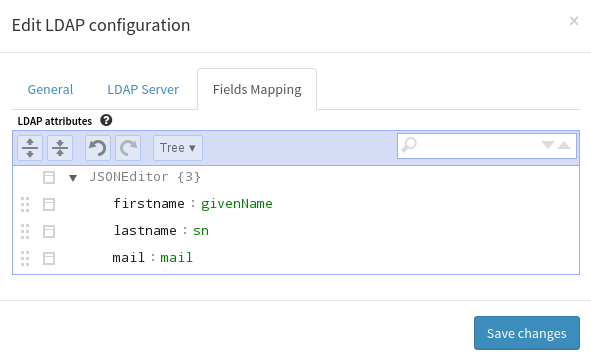 Edit LDAP configuration ×
General LDAP Server Fields Mapping
LDAP attributes ?
Tree ▾
JSONEditor {3}
firstname : givenName
lastname : sn
mail : mail
Save changes